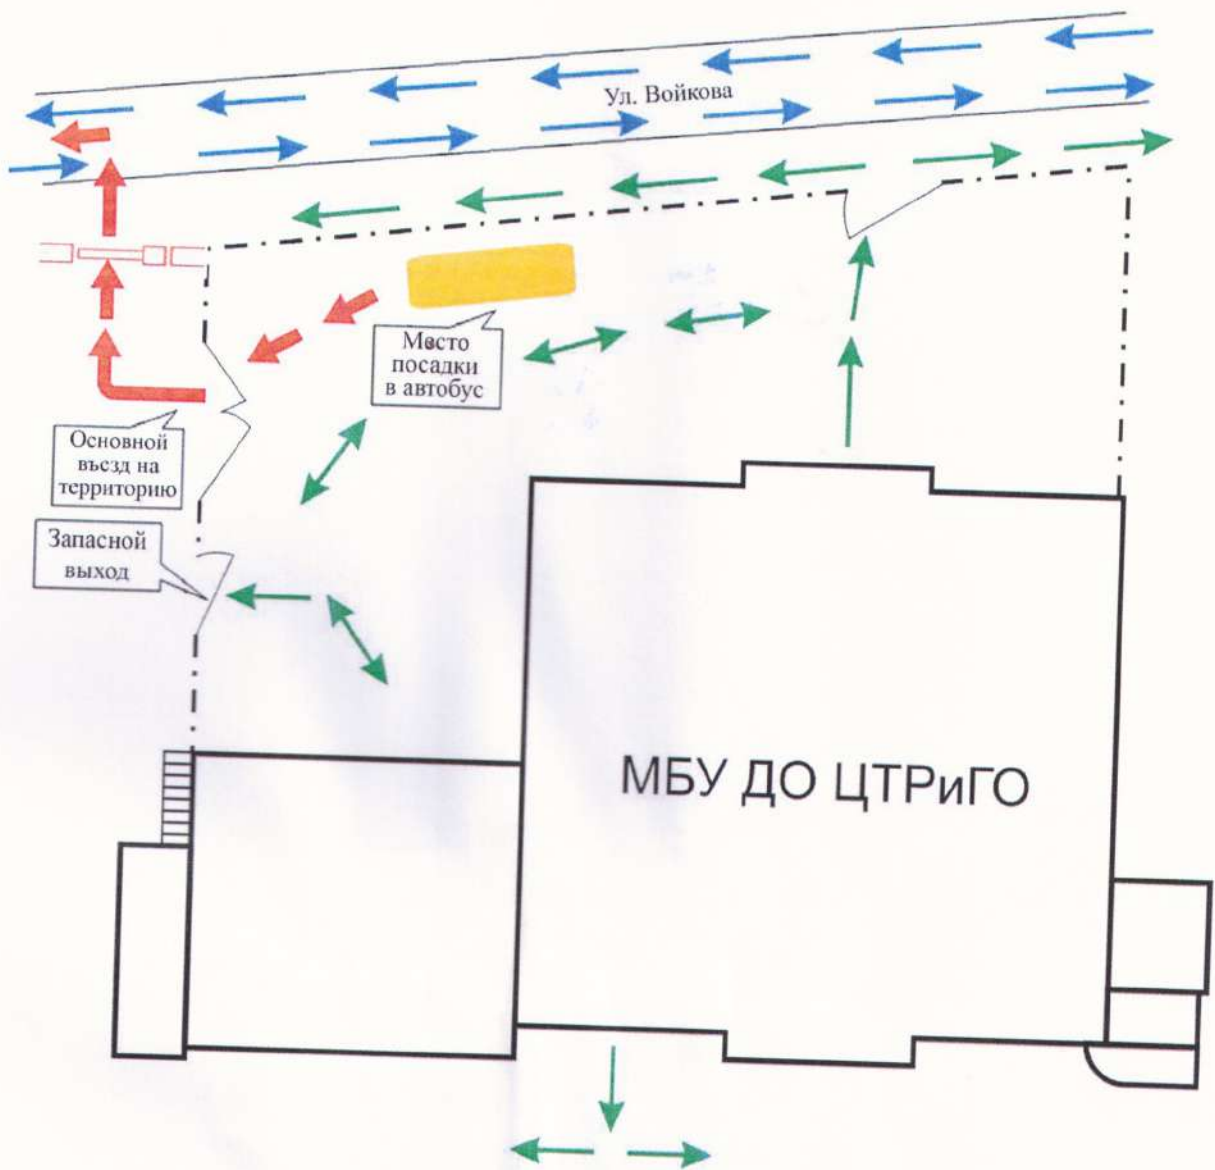 Ул. Войкова
Место
посадки
в автобус
Основной
въезд на
территорию
Запасной
выход
МБУ ДО ЦТРиГО